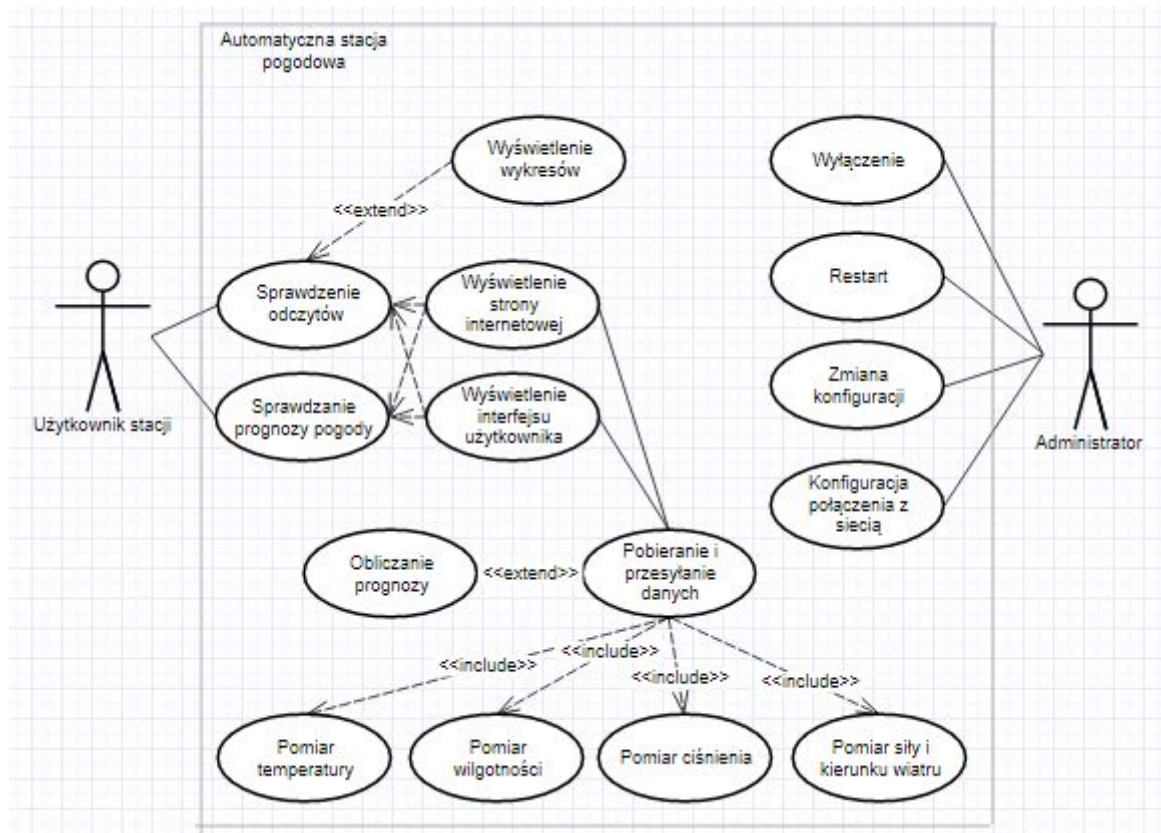 Automatyczna stacja
pogodowa
Wyświetlenie
wykresów
Wyłączenie
<<extend>>
Sprawdzenie
odczytów
Wyświetlenie
strony
internetowej
Restart
Sprawdzanie
prognozy pogody
Wyświetlenie
interfejsu
użytkownika
Zmiana
konfiguracji
Użytkownik stacji
Administrator
Konfiguracja
połączenia z
siecią
Obliczanie
prognozy
<<extend>>
Pobieranie i
przesyłanie
danych
<<include>>
<<include>>
<<include>>
<<include>>
Pomiar
temperatury
Pomiar
wilgotności
Pomiar ciśnienia
Pomiar siły i
kierunku wiatru